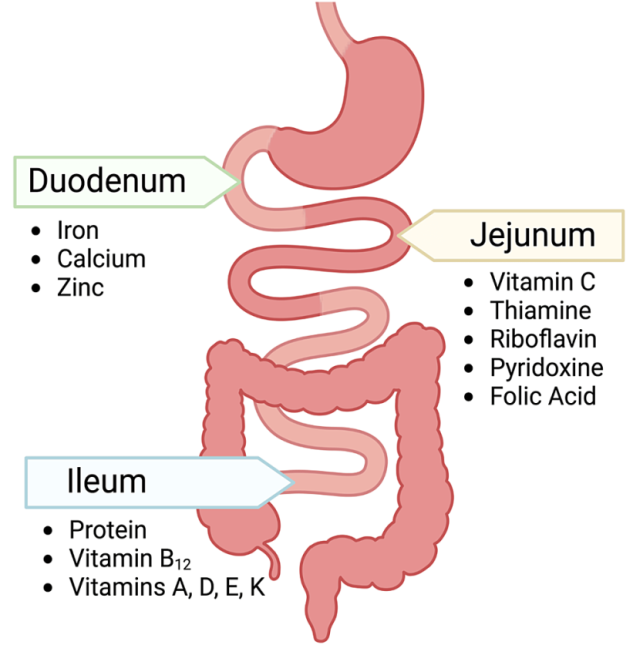 Duodenum
• Iron
• Calcium
• Zinc
Jejunum
• Vitamin C
• Thiamine
• Riboflavin
• Pyridoxine
• Folic Acid
Ileum
• Protein
• Vitamin B₁₂
• Vitamins A, D, E, K